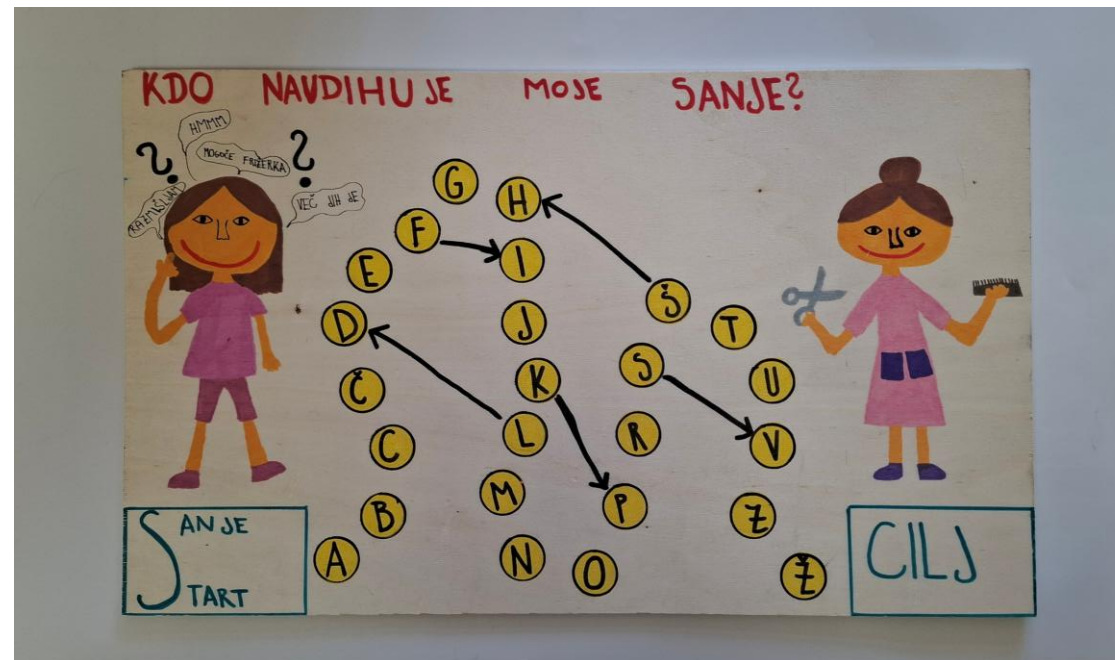 KDO NAVDIHUJE MOJE SANJE?
HMMM
?
MOGOČE FRIZERKA
?
RAZMIŠLJAM
VEČ JIH JE
G
H
F
I
E
Š
D
J
T
K
S
U
Č
L
R
V
C
M
P
Z
B
N
O
Ž
A
SANJE
START
CILJ